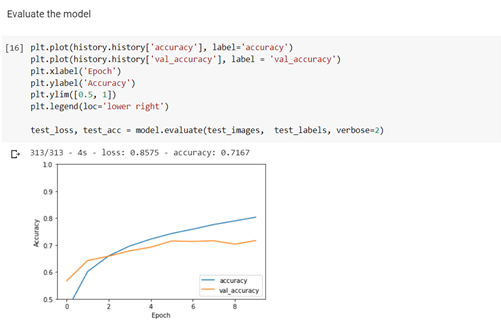 Evaluate the model
[16] plt.plot(history.history['accuracy'], label='accuracy')
plt.plot(history.history['val_accuracy'], label = 'val_accuracy')
plt.xlabel('Epoch')
plt.ylabel('Accuracy')
plt.ylim([0.5, 1])
plt.legend(loc='lower right')
test_loss, test_acc = model.evaluate(test_images,  test_labels, verbose=2)
313/313 - 4s - loss: 0.8575 - accuracy: 0.7167
1.0
0.9
0.8
0.7
0.6
0.5
Accuracy
accuracy
val_accuracy
0 2 4 6 8
Epoch